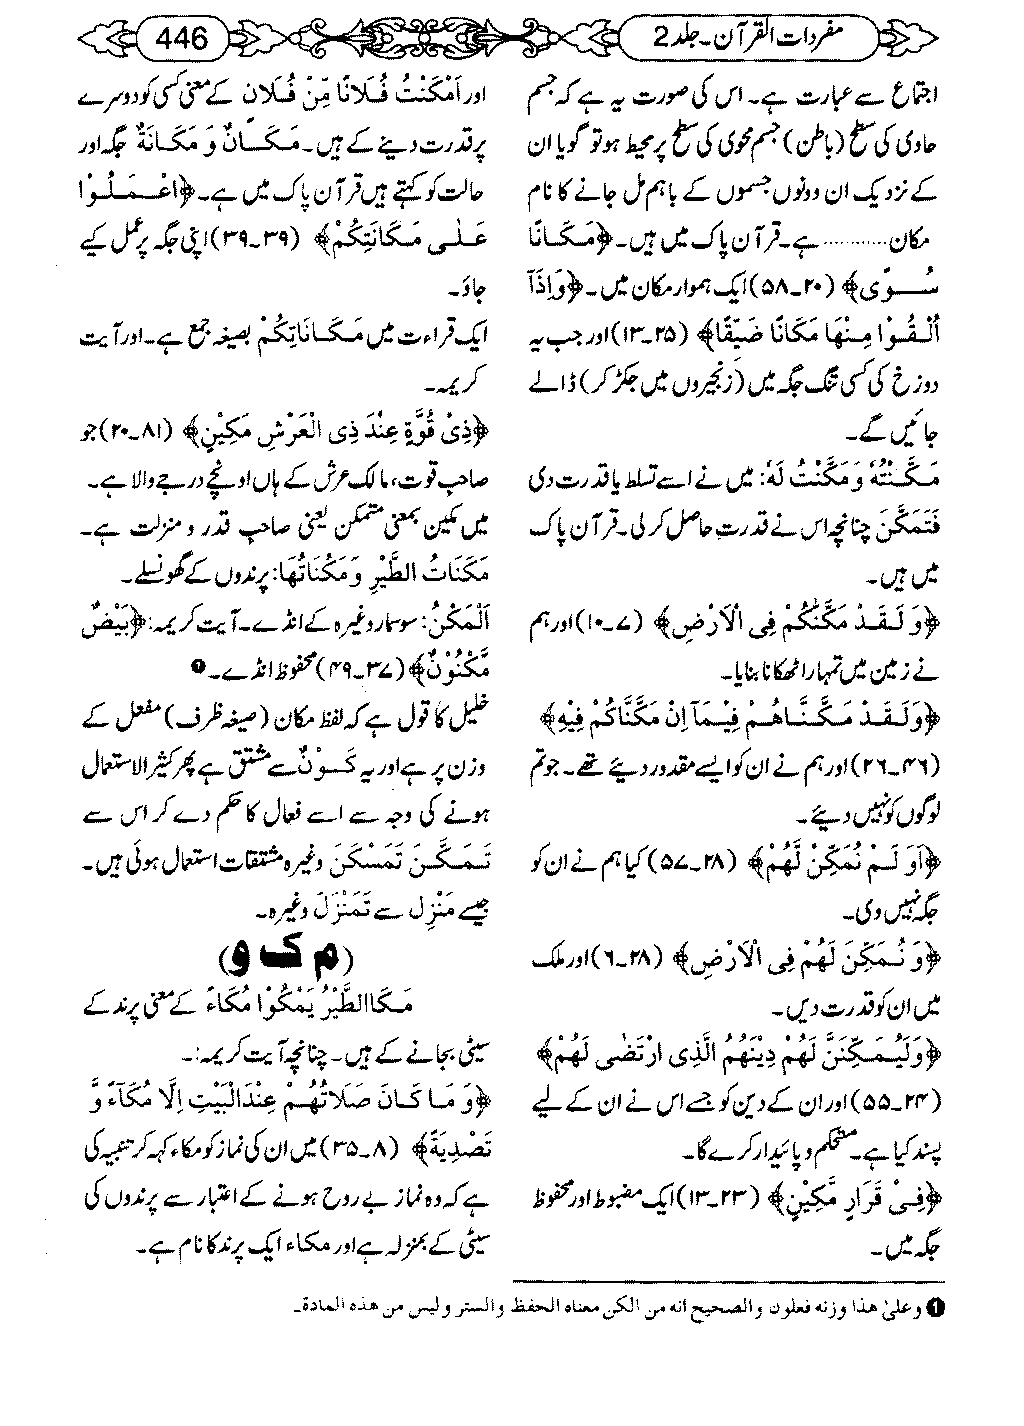 مفردات القرآن۔جلد 2
446
اجتماع سے عبارت ہے۔ اس کی صورت یہ ہے کہ جسم
حاوی کی سطح (باطن) جسم محوی کی سطح پر محیط ہو تو گویا ان
کے نزدیک ان دونوں جسموں کے باہم مل جانے کا نام
مکان............ ہے۔ قرآن پاک میں ہیں۔ ﴿مَکَانًا
سُوًی﴾ (۲۰۔۵۸) ایک ہموار مکان میں۔ ﴿وَاِذَآ
اُلْقُوْا مِنْہَا مَکَانًا ضَیِّقًا﴾ (۲۵۔۱۳) اور جب یہ
دوزخ کی کسی تنگ جگہ میں (زنجیروں میں جکڑ کر) ڈالے
جائیں گے۔
مَکَّنْتُہٗ وَمَکَّنْتُ لَہٗ: میں نے اسے تسلط یا قدرت دی
فَتَمَکَّنَ چنانچہ اس نے قدرت حاصل کر لی۔ قرآن پاک
میں ہیں۔
﴿وَلَقَدْ مَکَّنّٰکُمْ فِی الْاَرْضِ﴾ (۷۔۱۰) اور ہم
نے زمین میں تمہارا ٹھکانا بنایا۔
﴿وَلَقَدْ مَکَّنَّاہُمْ فِیْمَآ اِنْ مَکَّنَّاکُمْ فِیْہِ﴾
(۴۶۔۲۶) اور ہم نے ان کو ایسے مقدور دیئے تھے۔ جو تم
لوگوں کو نہیں دیئے۔
﴿اَوَ لَمْ نُمَکِّنْ لَّہُمْ﴾ (۲۸۔۵۷) کیا ہم نے ان کو
جگہ نہیں دی۔
﴿وَنُمَکِّنَ لَہُمْ فِی الْاَرْضِ﴾ (۲۸۔۶) اور ملک
میں ان کو قدرت دیں۔
﴿وَلَیُمَکِّنَنَّ لَہُمْ دِیْنَہُمُ الَّذِی ارْتَضٰی لَہُمْ﴾
(۲۴۔۵۵) اور ان کے دین کو جسے اس نے ان کے لیے
پسند کیا ہے۔ مستحکم و پائیدار کرے گا۔
﴿فِیْ قَرَارٍ مَّکِیْنٍ﴾ (۲۳۔۱۳) ایک مضبوط اور محفوظ
جگہ میں۔
اور اَمْکَنْتُ فُلَانًا مِّنْ فُلَانٍ کے معنی کسی کو دوسرے
پر قدرت دینے کے ہیں۔ مَکَانٌ وَ مَکَانَۃٌ جگہ اور
حالت کو کہتے ہیں قرآن پاک میں ہے۔ ﴿اعْمَلُوْا
عَلٰی مَکَانَتِکُمْ﴾ (۳۹۔۳۹) اپنی جگہ پر عمل کیے
جاؤ۔
ایک قراءت میں مَکَانَاتِکُمْ بصیغہ جمع ہے۔ اور آیت
کریمہ۔
﴿ذِیْ قُوَّۃٍ عِنْدَ ذِی الْعَرْشِ مَکِیْنٍ﴾ (۸۱۔۲۰) جو
صاحبِ قوت، مالک عرش کے ہاں اونچے درجے والا ہے۔
میں مکین بمعنی متمکن یعنی صاحبِ قدر و منزلت ہے۔
مَکَنَاتُ الطَّیْرِ وَمَکُنَاتُہَا: پرندوں کے گھونسلے۔
اَلْمَکْنُ: سوسمار وغیرہ کے انڈے۔ آیت کریمہ: ﴿بَیْضٌ
مَّکْنُوْنٌ﴾ (۳۷۔۴۹) محفوظ انڈے۔ ❶
خلیل کا قول ہے کہ لفظ مکان (صیغہ ظرف) مفعل کے
وزن پر ہے اور یہ کَوْنٌ سے مشتق ہے پھر کثیر الاستعمال
ہونے کی وجہ سے اسے فعال کا حکم دے کر اس سے
تَمَکَّنَ تَمَسْکَنَ وغیرہ مشتقات استعمال ہوئی ہیں۔
جیسے مَنْزِل سے تَمَنْزَلَ وغیرہ۔
(م ک و)
مَکَا الطَّیْرُ یَمْکُوْا مُکَاءً کے معنی پرند کے
سیٹی بجانے کے ہیں۔ چنانچہ آیت کریمہ:۔
﴿وَمَا کَانَ صَلَاتُہُمْ عِنْدَالْبَیْتِ اِلَّا مُکَآءً وَّ
تَصْدِیَۃً﴾ (۸۔۳۵) میں ان کی نماز کو مکاء کہہ کر تنبیہ کی
ہے کہ وہ نماز بے روح ہونے کے اعتبار سے پرندوں کی
سیٹی کے بمنزلہ ہے اور مکاء ایک پرند کا نام ہے۔
❶ وعلیٰ هذا وزنه فعلون والصحیح انه من الکن معناه الحفظ والستر ولیس من هذه المادة۔